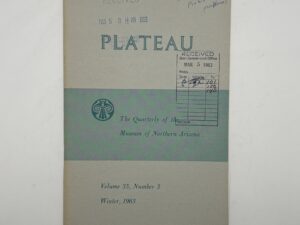 RECEIVED
PLATEAU
RECEIVED
MAR 5 1963
The Quarterly of the
Museum of Northern Arizona
Volume 35, Number 3
Winter, 1963